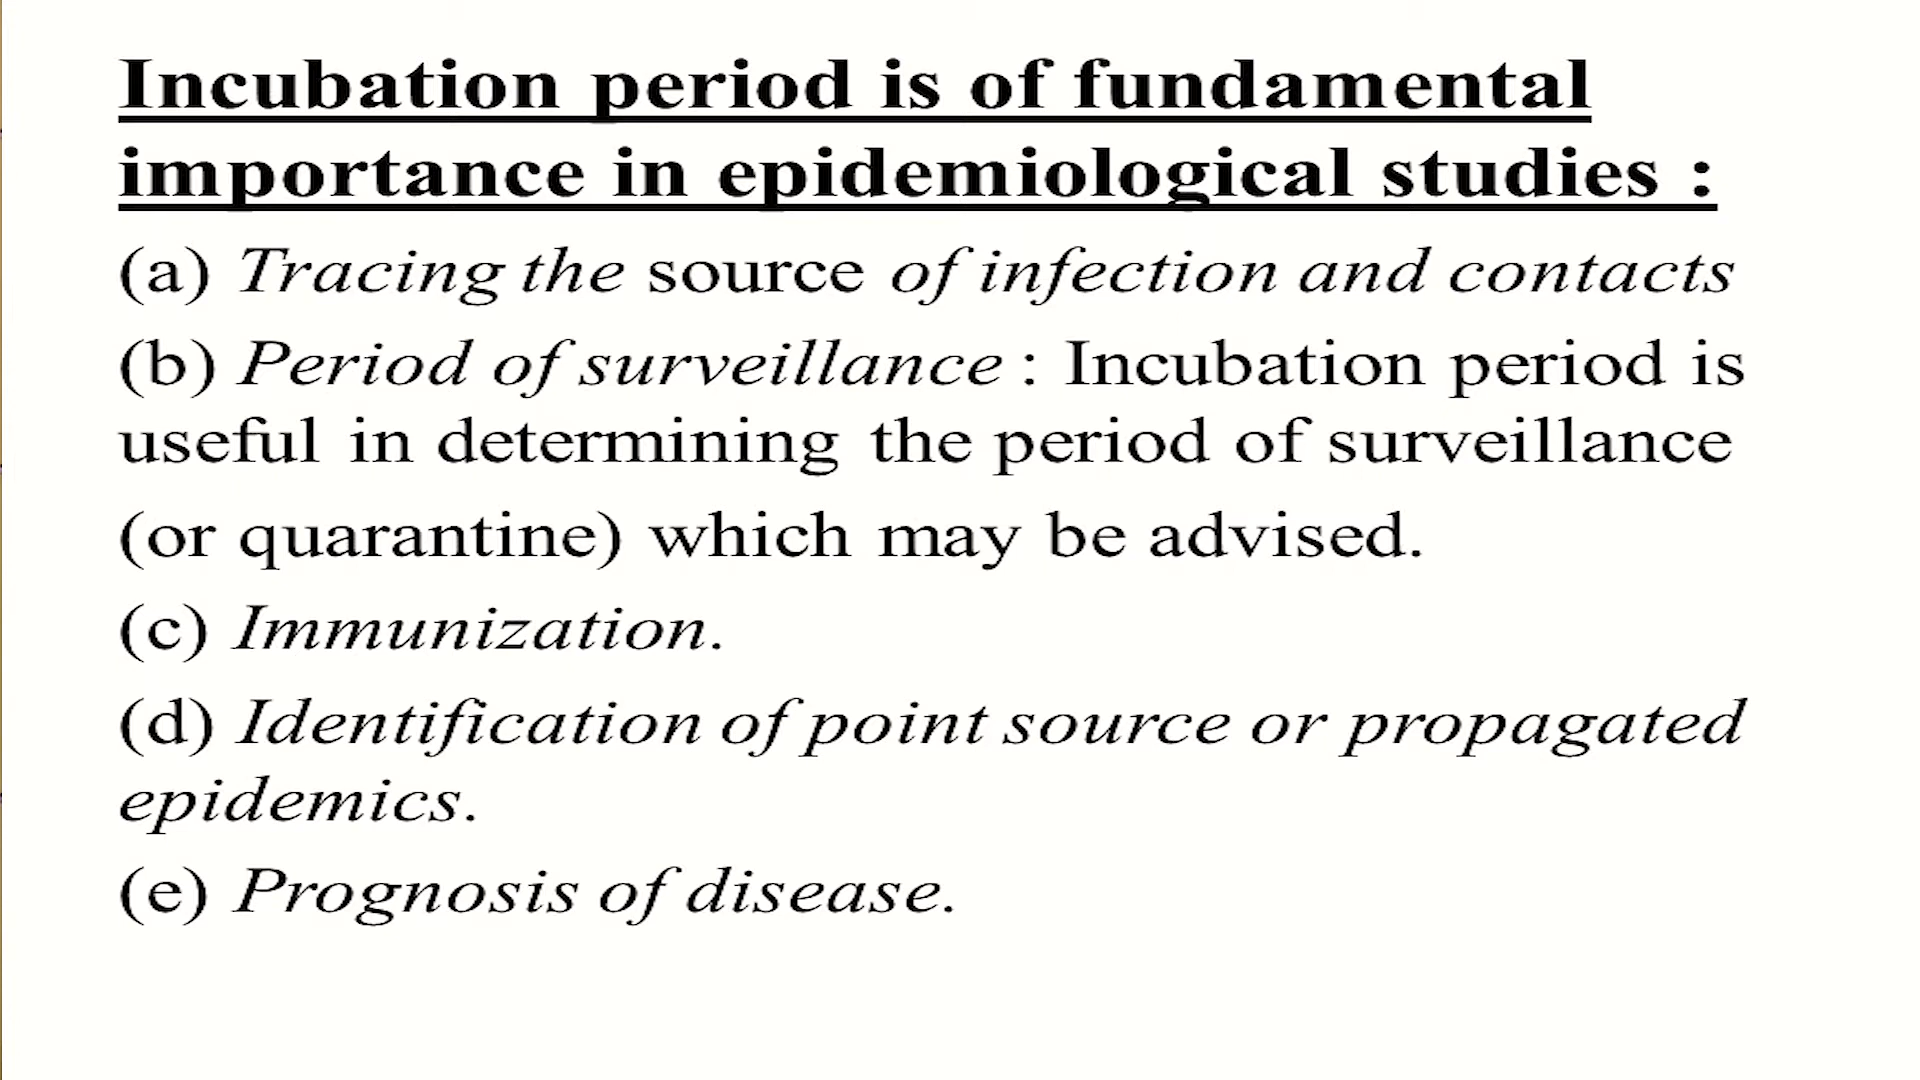 Incubation period is of fundamental
importance in epidemiological studies :
(a) Tracing the source of infection and contacts
(b) Period of surveillance : Incubation period is
useful in determining the period of surveillance
(or quarantine) which may be advised.
(c) Immunization.
(d) Identification of point source or propagated
epidemics.
(e) Prognosis of disease.